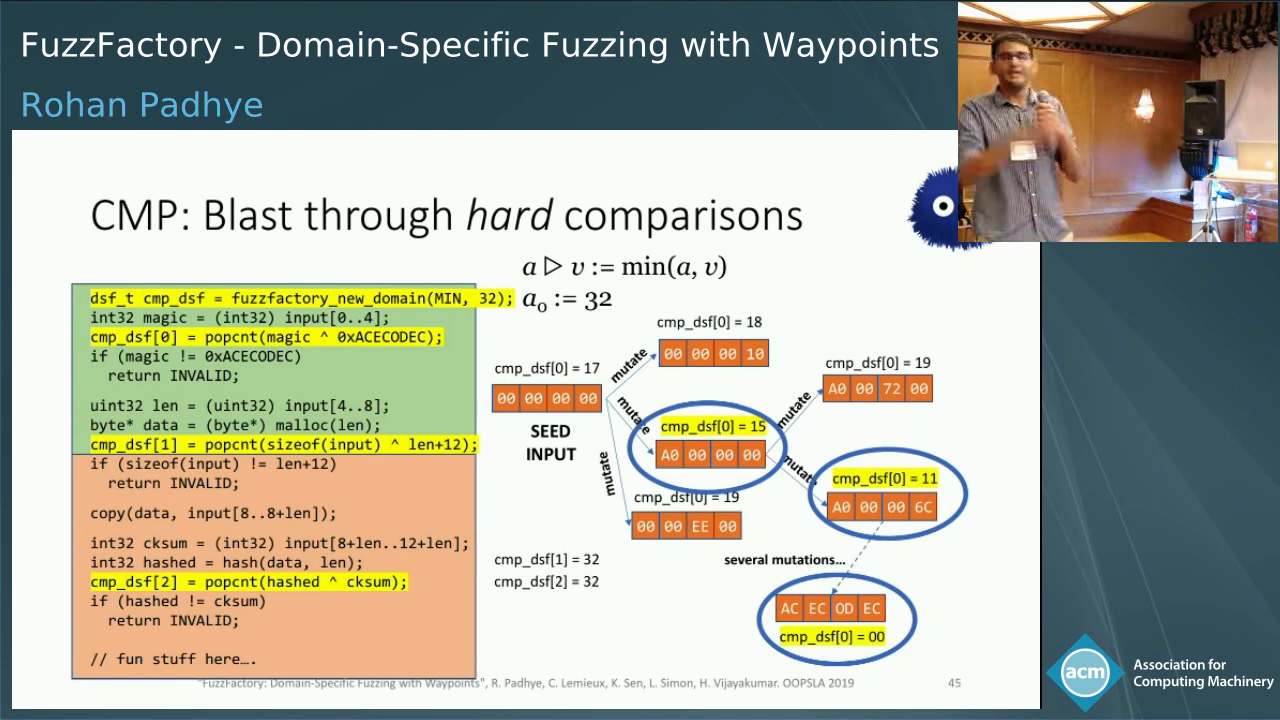 FuzzFactory - Domain-Specific Fuzzing with Waypoints
Rohan Padhye
CMP: Blast through hard comparisons
a ▷ v := min(a, v)
a₀ := 32
dsf_t cmp_dsf = fuzzfactory_new_domain(MIN, 32);
int32 magic = (int32) input[0..4];
cmp_dsf[0] = popcnt(magic ^ 0xACEC0DEC);
if (magic != 0xACEC0DEC)
return INVALID;
uint32 len = (uint32) input[4..8];
byte* data = (byte*) malloc(len);
cmp_dsf[1] = popcnt(sizeof(input) ^ len+12);
if (sizeof(input) != len+12)
return INVALID;
copy(data, input[8..8+len]);
int32 cksum = (int32) input[8+len..12+len];
int32 hashed = hash(data, len);
cmp_dsf[2] = popcnt(hashed ^ cksum);
if (hashed != cksum)
return INVALID;
// fun stuff here….
cmp_dsf[0] = 17
00 00 00 00
SEED
INPUT
mutate
mutate
mutate
cmp_dsf[0] = 18
00 00 00 10
cmp_dsf[0] = 15
A0 00 00 00
cmp_dsf[0] = 19
00 00 EE 00
mutate
mutate
cmp_dsf[0] = 19
A0 00 72 00
cmp_dsf[0] = 11
A0 00 00 6C
cmp_dsf[1] = 32
cmp_dsf[2] = 32
several mutations…
AC EC 0D EC
cmp_dsf[0] = 00
"FuzzFactory: Domain-Specific Fuzzing with Waypoints", R. Padhye, C. Lemieux, K. Sen, L. Simon, H. Vijayakumar. OOPSLA 2019
45
acm
Association for
Computing Machinery